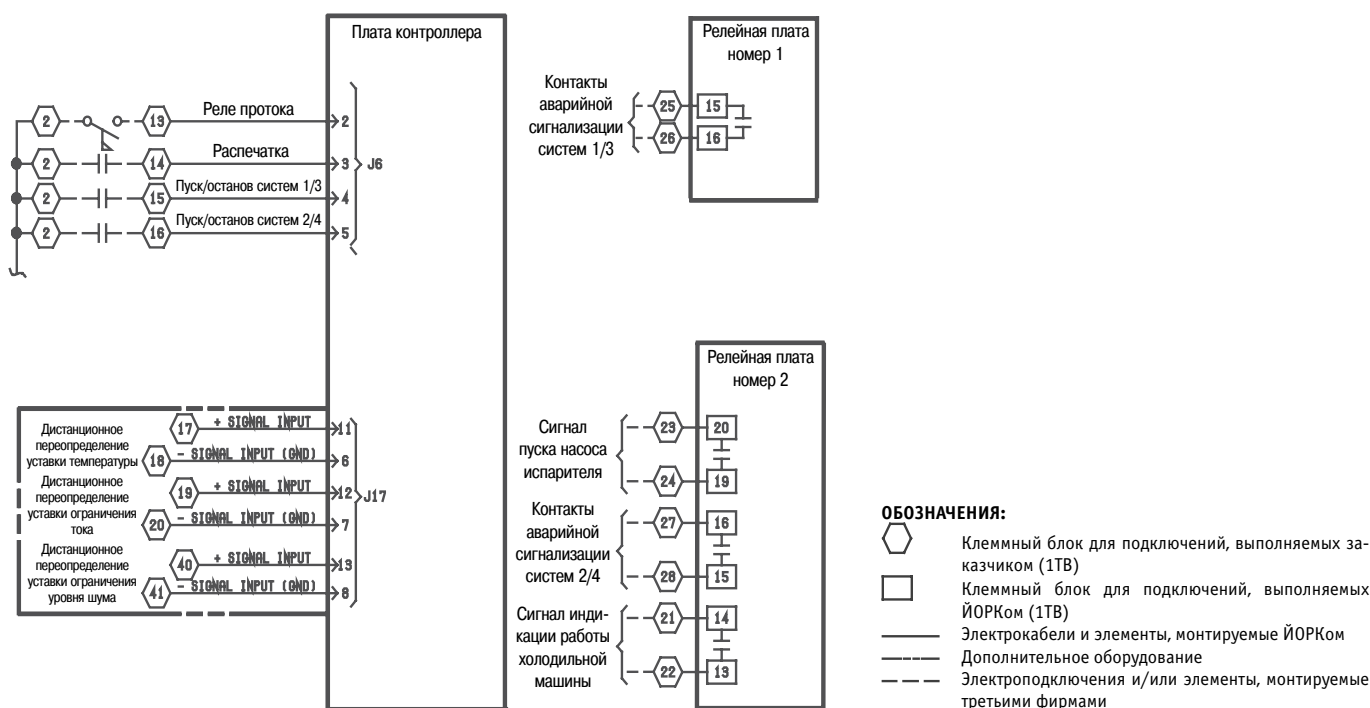 Плата контроллера
2 13 Реле протока 2
2 14 Распечатка 3 J6
2 15 Пуск/останов систем 1/3 4
2 16 Пуск/останов систем 2/4 5
Дистанционное
переопределение
уставки температуры
17 + SIGNAL INPUT 11
18 - SIGNAL INPUT (GND) 6
Дистанционное
переопределение
уставки ограничения
тока
19 + SIGNAL INPUT 12 J17
20 - SIGNAL INPUT (GND) 7
Дистанционное
переопределение
уставки ограничения
уровня шума
40 + SIGNAL INPUT 13
41 - SIGNAL INPUT (GND) 8
Релейная плата
номер 1
Контакты
аварийной
сигнализации
систем 1/3
25 15
26 16
Релейная плата
номер 2
Сигнал
пуска насоса
испарителя
23 20
24 19
Контакты
аварийной
сигнализации
систем 2/4
27 16
28 15
Сигнал инди-
кации работы
холодильной
машины
21 14
22 13
ОБОЗНАЧЕНИЯ:
Клеммный блок для подключений, выполняемых за-
казчиком (1ТВ)
Клеммный блок для подключений, выполняемых
ЙОРКом (1ТВ)
Электрокабели и элементы, монтируемые ЙОРКом
Дополнительное оборудование
Электроподключения и/или элементы, монтируемые
третьими фирмами